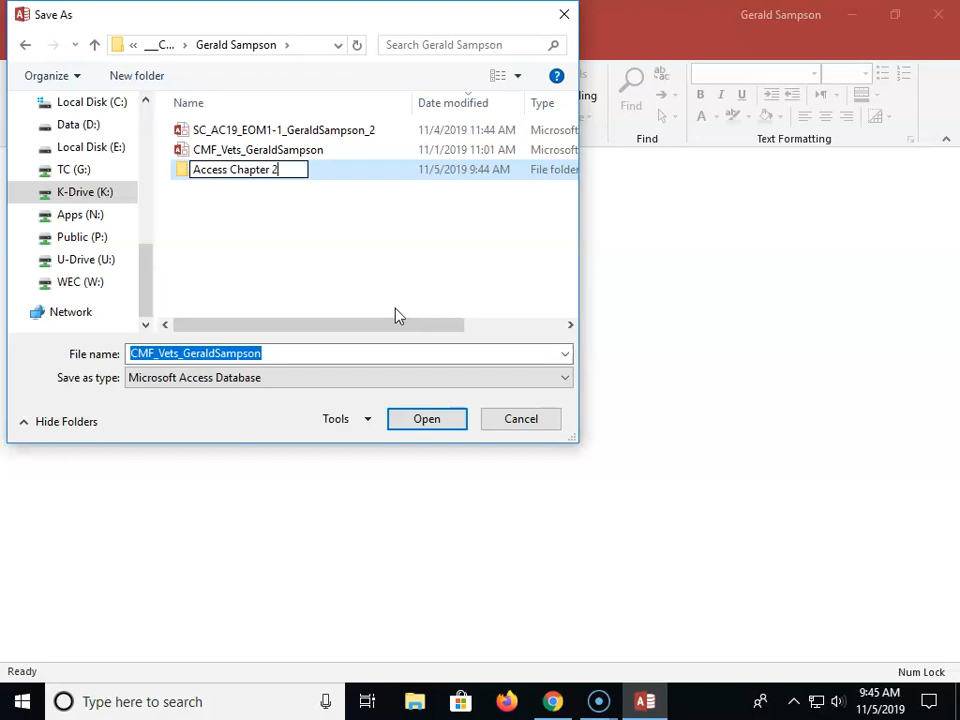 Save As
Gerald Sampson
« __C... › Gerald Sampson ›
Search Gerald Sampson
Organize
New folder
?
Find
B I U
A
Find
Text Formatting
Name
Date modified
Type
Local Disk (C:)
Data (D:)
Local Disk (E:)
TC (G:)
K-Drive (K:)
Apps (N:)
Public (P:)
U-Drive (U:)
WEC (W:)
Network
SC_AC19_EOM1-1_GeraldSampson_2 11/4/2019 11:44 AM Microsoft
CMF_Vets_GeraldSampson 11/1/2019 11:01 AM Microsoft
Access Chapter 2 11/5/2019 9:44 AM File folder
File name: CMF_Vets_GeraldSampson
Save as type: Microsoft Access Database
Hide Folders
Tools
Open
Cancel
Ready
Num Lock
Type here to search
9:45 AM
11/5/2019